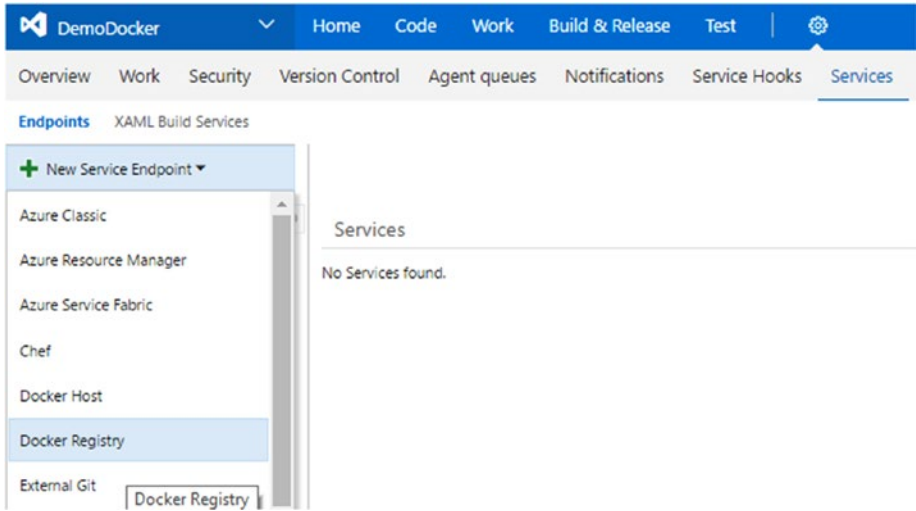 DemoDocker Home Code Work Build & Release Test
Overview Work Security Version Control Agent queues Notifications Service Hooks Services
Endpoints XAML Build Services
New Service Endpoint
Azure Classic
Services
Azure Resource Manager
No Services found.
Azure Service Fabric
Chef
Docker Host
Docker Registry
External Git
Docker Registry